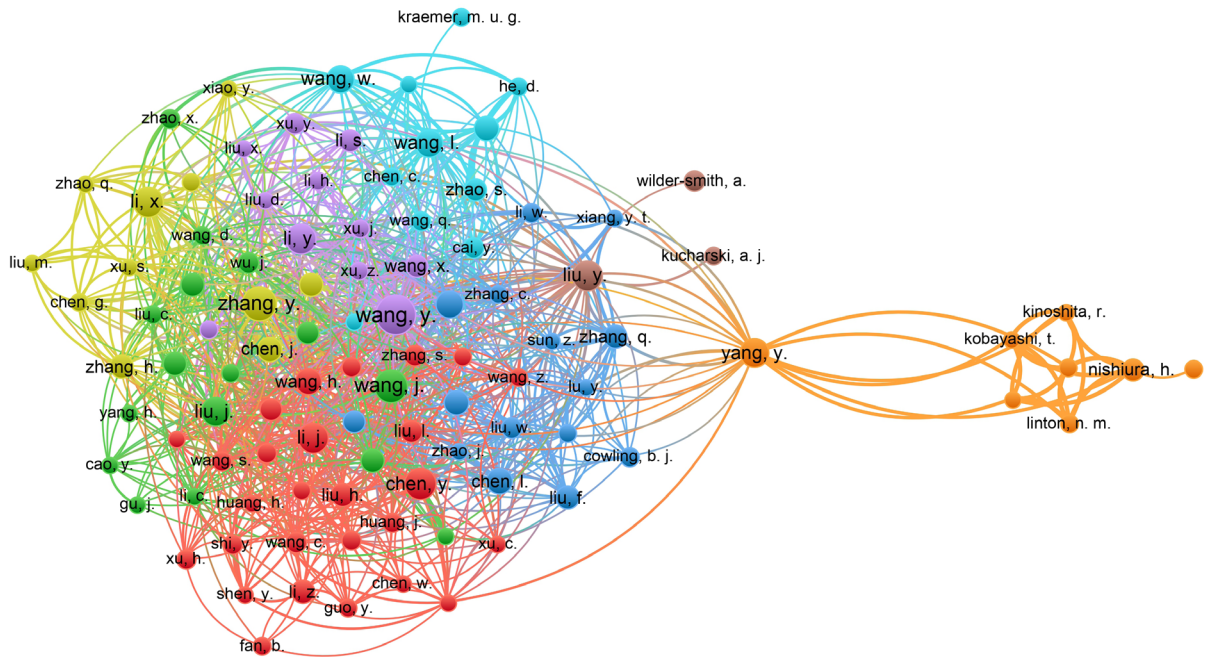 kraemer, m. u. g.
wang, w.
xiao, y.
he, d.
zhao, x.
xu, y.
li, s.
wang, l.
liu, x.
zhao, q.
li, h.
chen, c.
zhao, s.
wilder-smith, a.
li, x.
liu, d.
li, w.
xiang, y. t.
wang, q.
xu, j.
wang, d.
li, y.
cai, y.
kucharski, a. j.
liu, m.
xu, s.
wu, j.
xu, z.
wang, x.
liu, y.
zhang, c.
chen, g.
zhang, y.
liu, c.
wang, y.
kinoshita, r.
sun, z.
zhang, q.
kobayashi, t.
chen, j.
zhang, s.
yang, y.
zhang, h.
wang, h.
wang, j.
wang, z.
lu, y.
nishiura, h.
yang, h.
liu, j.
linton, n. m.
li, j.
liu, l.
liu, w.
zhao, j.
cowling, b. j.
cao, y.
wang, s.
chen, y.
chen, l.
li, c.
liu, h.
liu, f.
gu, j.
huang, h.
huang, j.
shi, y.
wang, c.
xu, c.
xu, h.
chen, w.
shen, y.
li, z.
guo, y.
fan, b.